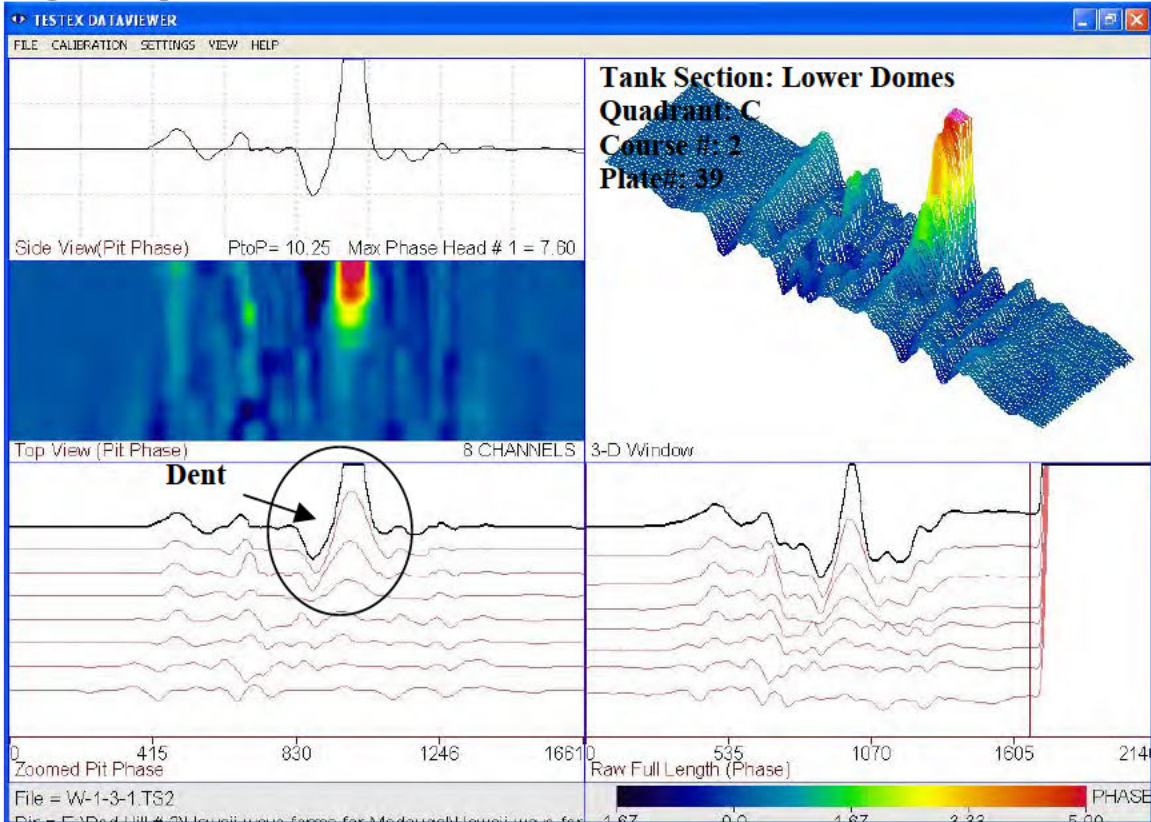 TESTEX DATAVIEWER
FILE CALIBRATION SETTINGS VIEW HELP
Side View(Pit Phase) PtoP= 10.25 Max Phase Head # 1 = 7.60
Tank Section: Lower Domes
Quadrant: C
Course #: 2
Plate#: 39
Top View (Pit Phase) 8 CHANNELS
3-D Window
Dent
0 415 830 1246 1661
Zoomed Pit Phase
0 535 1070 1605 2140
Raw Full Length (Phase)
File = W-1-3-1.TS2
PHASE
-1.67 0.0 1.67 3.33 5.00